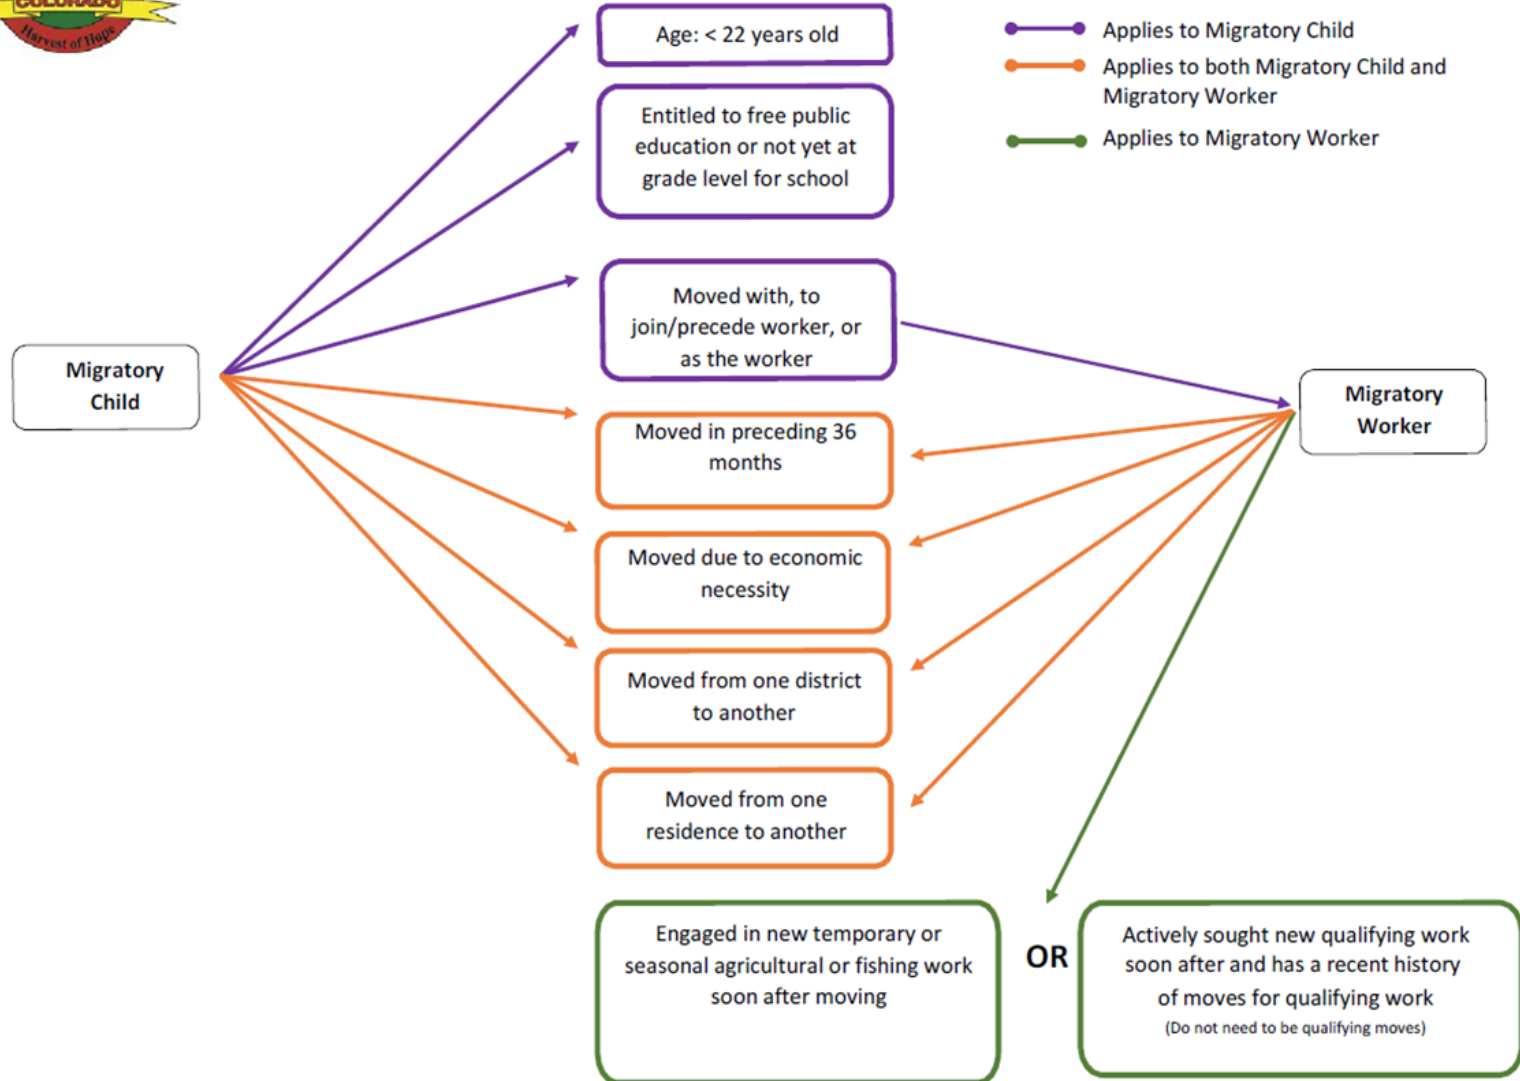 COLORADO
Harvest of Hope
Age: < 22 years old
Applies to Migratory Child
Applies to both Migratory Child and
Migratory Worker
Applies to Migratory Worker
Entitled to free public
education or not yet at
grade level for school
Moved with, to
join/precede worker, or
as the worker
Migratory
Child
Migratory
Worker
Moved in preceding 36
months
Moved due to economic
necessity
Moved from one district
to another
Moved from one
residence to another
Engaged in new temporary or
seasonal agricultural or fishing work
soon after moving
OR
Actively sought new qualifying work
soon after and has a recent history
of moves for qualifying work
(Do not need to be qualifying moves)